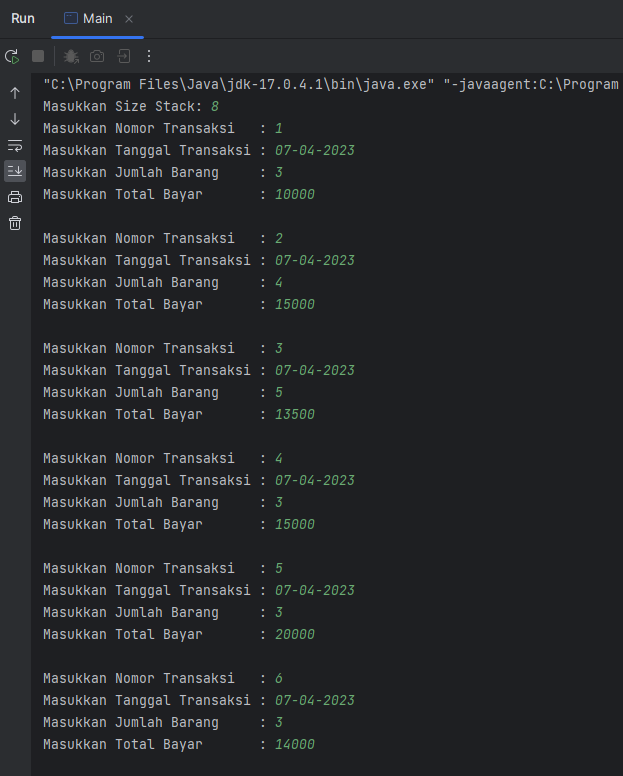 Run Main
"C:\Program Files\Java\jdk-17.0.4.1\bin\java.exe" "-javaagent:C:\Program
Masukkan Size Stack: 8
Masukkan Nomor Transaksi   : 1
Masukkan Tanggal Transaksi : 07-04-2023
Masukkan Jumlah Barang     : 3
Masukkan Total Bayar       : 10000
Masukkan Nomor Transaksi   : 2
Masukkan Tanggal Transaksi : 07-04-2023
Masukkan Jumlah Barang     : 4
Masukkan Total Bayar       : 15000
Masukkan Nomor Transaksi   : 3
Masukkan Tanggal Transaksi : 07-04-2023
Masukkan Jumlah Barang     : 5
Masukkan Total Bayar       : 13500
Masukkan Nomor Transaksi   : 4
Masukkan Tanggal Transaksi : 07-04-2023
Masukkan Jumlah Barang     : 3
Masukkan Total Bayar       : 15000
Masukkan Nomor Transaksi   : 5
Masukkan Tanggal Transaksi : 07-04-2023
Masukkan Jumlah Barang     : 3
Masukkan Total Bayar       : 20000
Masukkan Nomor Transaksi   : 6
Masukkan Tanggal Transaksi : 07-04-2023
Masukkan Jumlah Barang     : 3
Masukkan Total Bayar       : 14000